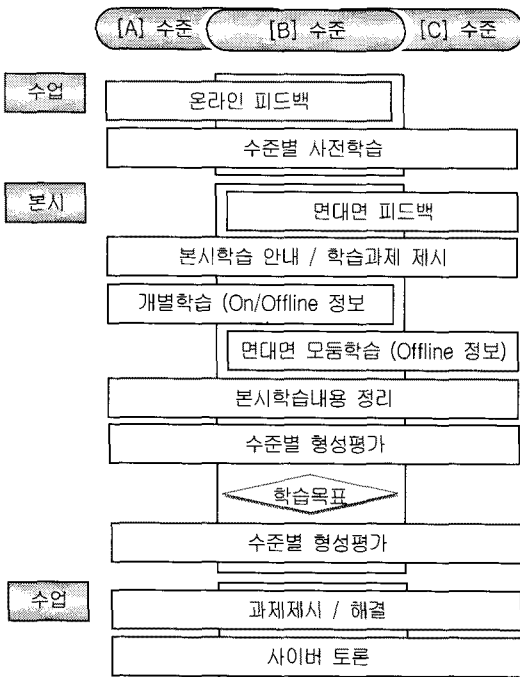 [A] 수준 [B] 수준 [C] 수준
수업
온라인 피드백
수준별 사전학습
본시
면대면 피드백
본시학습 안내 / 학습과제 제시
개별학습 (On/Offline 정보
면대면 모둠학습 (Offline 정보)
본시학습내용 정리
수준별 형성평가
학습목표
수준별 형성평가
수업
과제제시 / 해결
사이버 토론